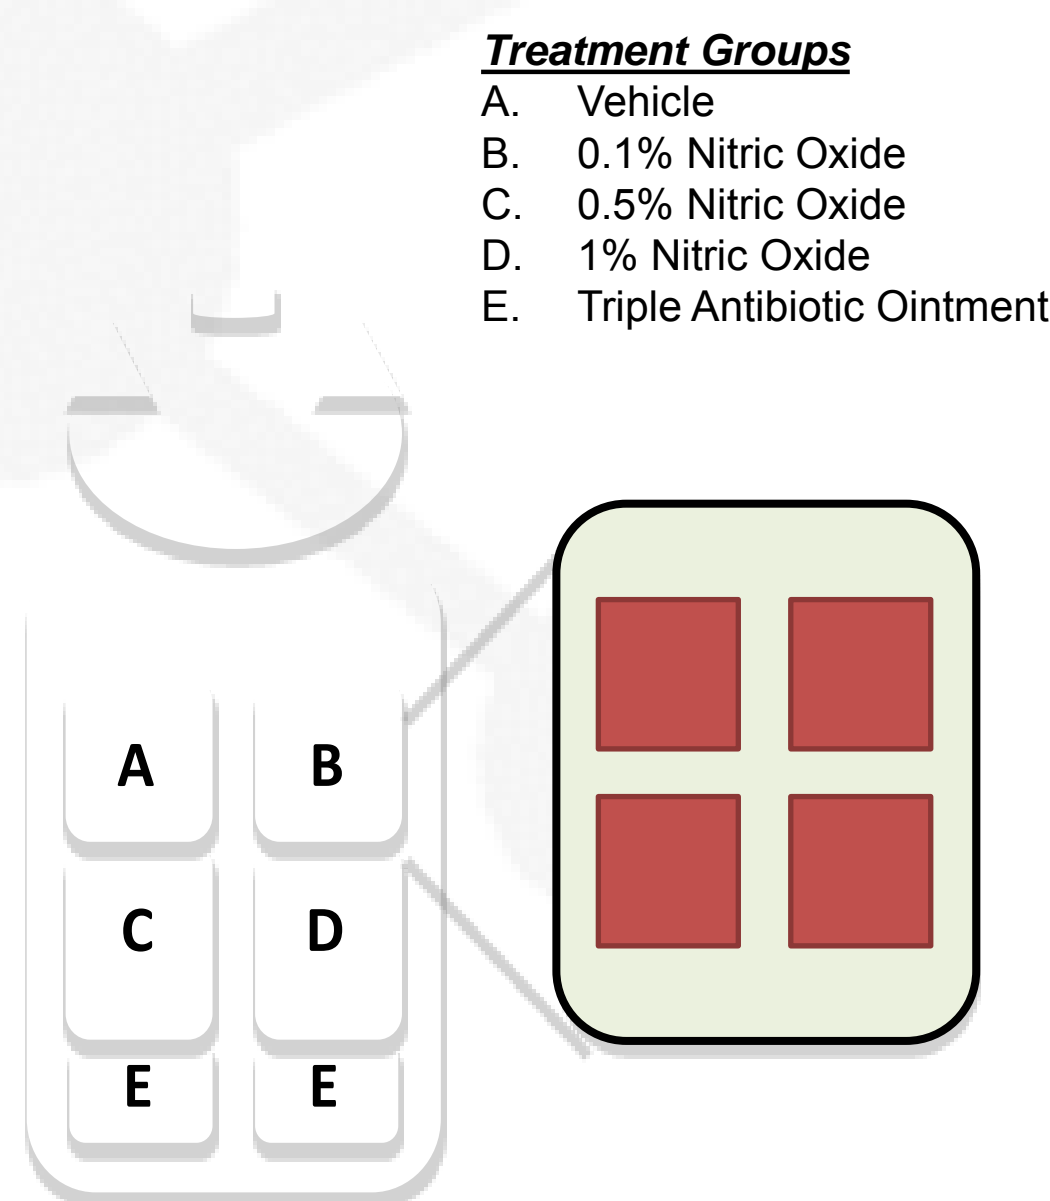 Treatment Groups
A. Vehicle
B. 0.1% Nitric Oxide
C. 0.5% Nitric Oxide
D. 1% Nitric Oxide
E. Triple Antibiotic Ointment
A B
C D
E E